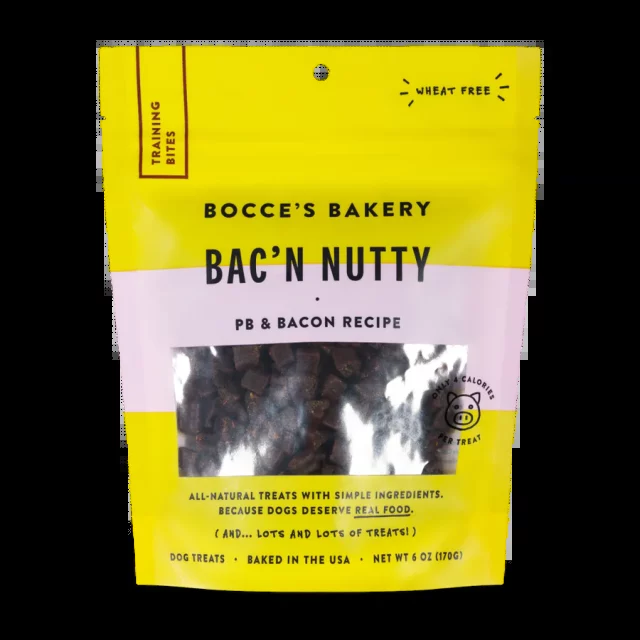 TRAINING
BITES
WHEAT FREE
BOCCE'S BAKERY
BAC'N NUTTY
PB & BACON RECIPE
ONLY 4 CALORIES
PER TREAT
ALL-NATURAL TREATS WITH SIMPLE INGREDIENTS.
BECAUSE DOGS DESERVE REAL FOOD.
(AND... LOTS AND LOTS OF TREATS!)
DOG TREATS · BAKED IN THE USA · NET WT 6 OZ (170G)